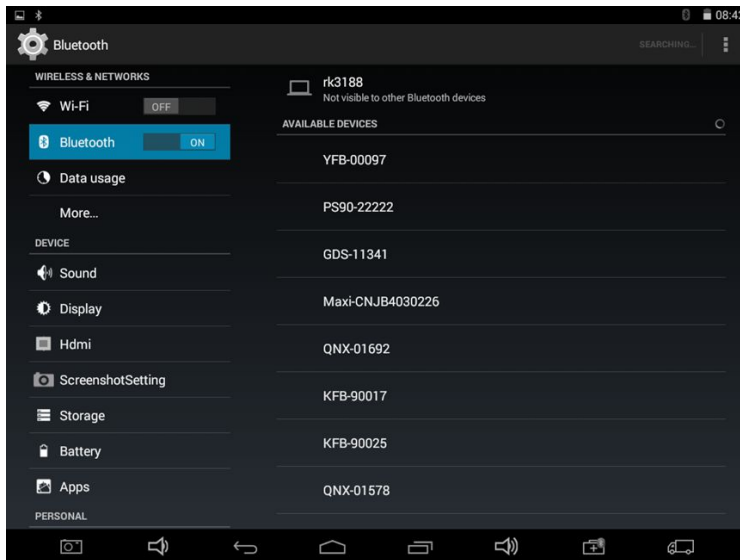 08:42
Bluetooth
SEARCHING...
WIRELESS & NETWORKS
Wi-Fi OFF
Bluetooth ON
Data usage
More...
DEVICE
Sound
Display
Hdmi
ScreenshotSetting
Storage
Battery
Apps
PERSONAL
rk3188
Not visible to other Bluetooth devices
AVAILABLE DEVICES
YFB-00097
PS90-22222
GDS-11341
Maxi-CNJB4030226
QNX-01692
KFB-90017
KFB-90025
QNX-01578